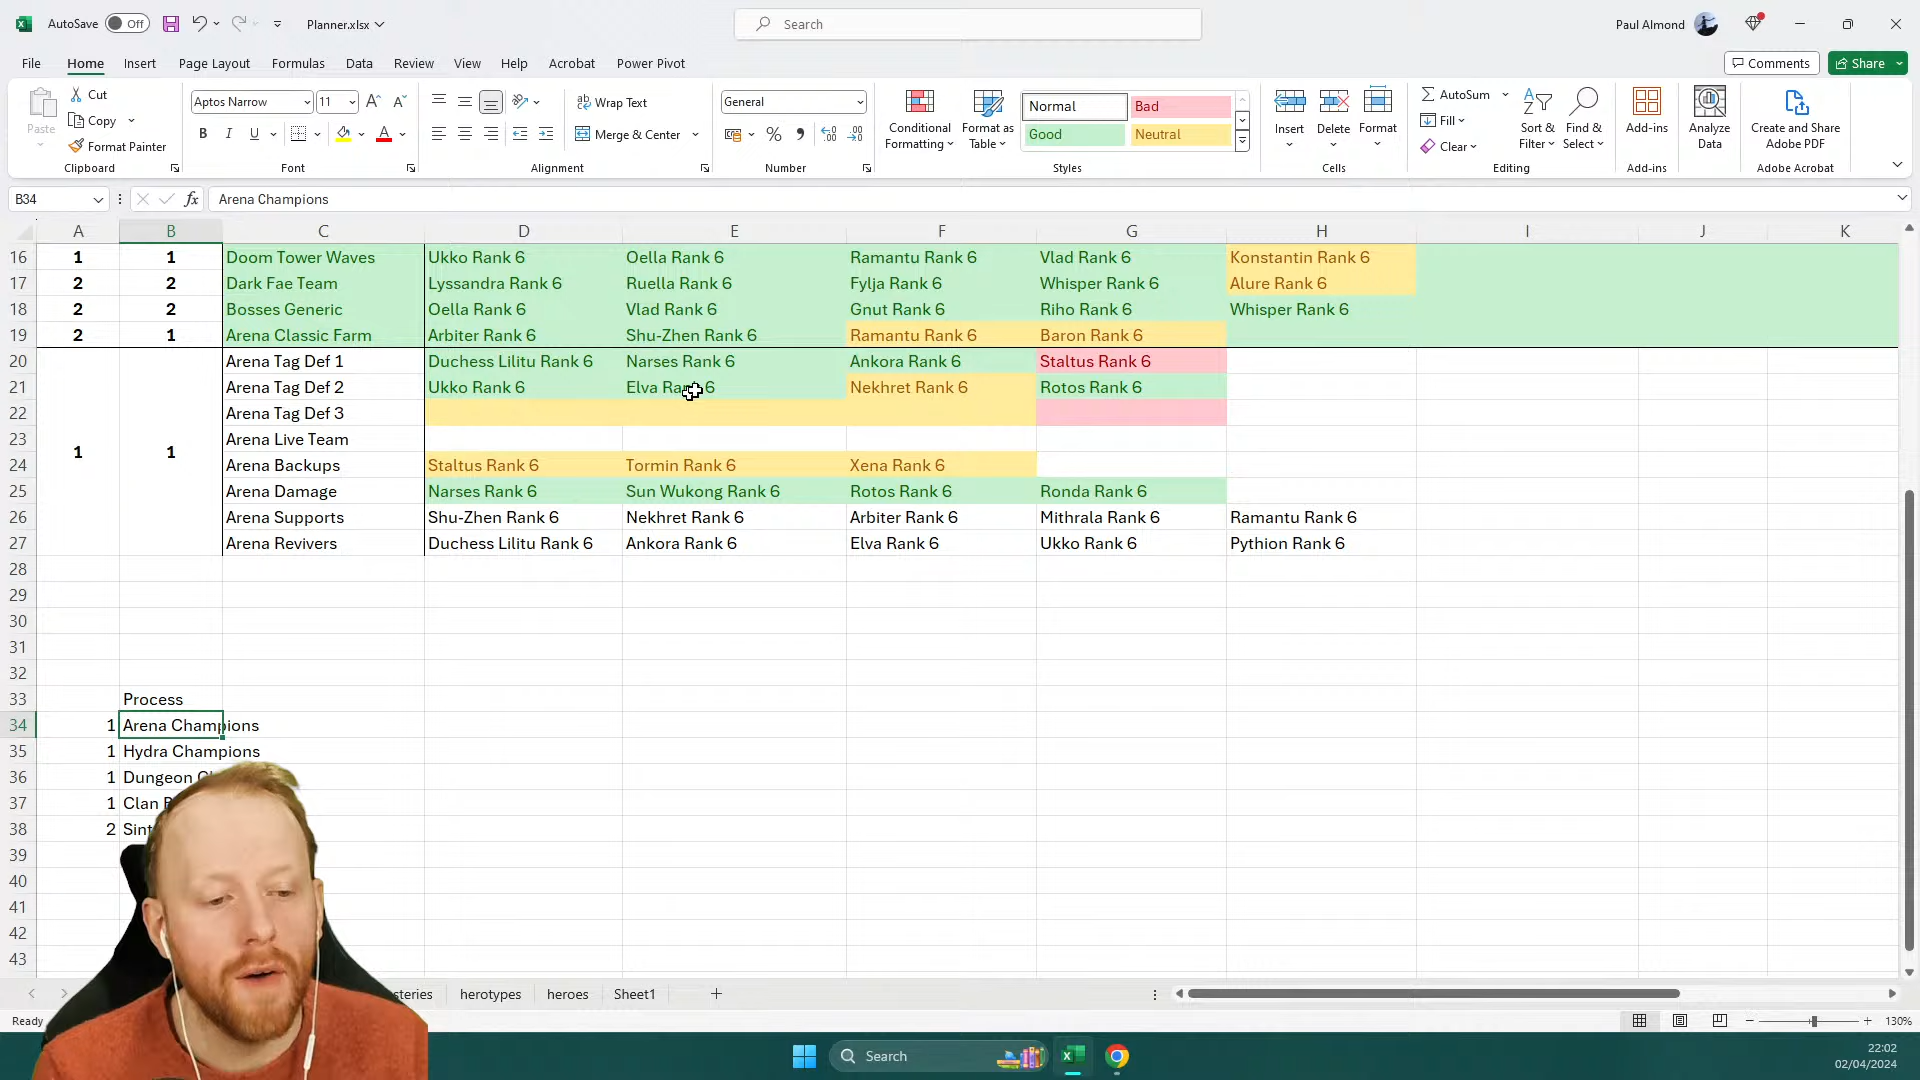 AutoSave Off Planner.xlsx Search Paul Almond
File Home Insert Page Layout Formulas Data Review View Help Acrobat Power Pivot Comments Share
Paste Cut Copy Format Painter Clipboard
Aptos Narrow 11 B I U A Font
Wrap Text Merge & Center Alignment
General % Number
Conditional Formatting Format as Table Normal Bad Good Neutral Styles
Insert Delete Format Cells
AutoSum Fill Clear Sort & Filter Find & Select Editing
Add-ins Add-ins
Analyze Data
Create and Share Adobe PDF Adobe Acrobat
B34 fx Arena Champions
A B C D E F G H I J K
16 1 1 Doom Tower Waves Ukko Rank 6 Oella Rank 6 Ramantu Rank 6 Vlad Rank 6 Konstantin Rank 6
17 2 2 Dark Fae Team Lyssandra Rank 6 Ruella Rank 6 Fylja Rank 6 Whisper Rank 6 Alure Rank 6
18 2 2 Bosses Generic Oella Rank 6 Vlad Rank 6 Gnut Rank 6 Riho Rank 6 Whisper Rank 6
19 2 1 Arena Classic Farm Arbiter Rank 6 Shu-Zhen Rank 6 Ramantu Rank 6 Baron Rank 6
20 Arena Tag Def 1 Duchess Lilitu Rank 6 Narses Rank 6 Ankora Rank 6 Staltus Rank 6
21 Arena Tag Def 2 Ukko Rank 6 Elva Rank 6 Nekhret Rank 6 Rotos Rank 6
22 Arena Tag Def 3
23 1 1 Arena Live Team
24 Arena Backups Staltus Rank 6 Tormin Rank 6 Xena Rank 6
25 Arena Damage Narses Rank 6 Sun Wukong Rank 6 Rotos Rank 6 Ronda Rank 6
26 Arena Supports Shu-Zhen Rank 6 Nekhret Rank 6 Arbiter Rank 6 Mithrala Rank 6 Ramantu Rank 6
27 Arena Revivers Duchess Lilitu Rank 6 Ankora Rank 6 Elva Rank 6 Ukko Rank 6 Pythion Rank 6
28
29
30
31
32
33 Process
34 1 Arena Champions
35 1 Hydra Champions
36 1 Dungeon
37 1 Clan
38 2
39
40
41
42
43
herotypes heroes Sheet1
Ready 130%
Search 22:02
02/04/2024